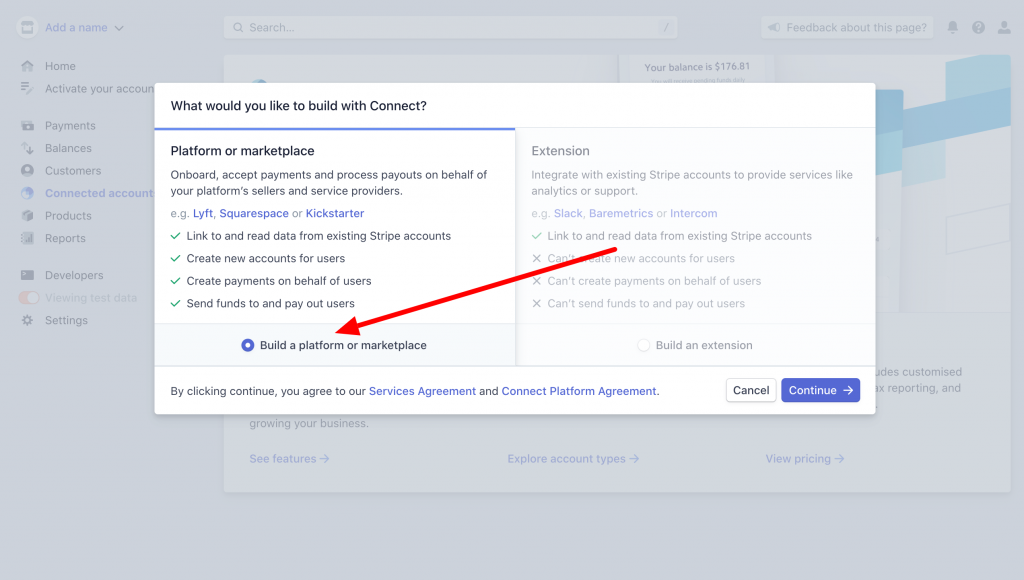 Add a name
Search...
/
Feedback about this page?
Home
Activate your accoun
Payments
Balances
Customers
Connected account
Products
Reports
Developers
Viewing test data
Settings
Your balance is $176.81
What would you like to build with Connect?
Platform or marketplace
Onboard, accept payments and process payouts on behalf of
your platform's sellers and service providers.
e.g. Lyft, Squarespace or Kickstarter
Link to and read data from existing Stripe accounts
Create new accounts for users
Create payments on behalf of users
Send funds to and pay out users
Build a platform or marketplace
Extension
Integrate with existing Stripe accounts to provide services like
analytics or support.
e.g. Slack, Baremetrics or Intercom
Link to and read data from existing Stripe accounts
Can't create new accounts for users
Can't create payments on behalf of users
Can't send funds to and pay out users
Build an extension
By clicking continue, you agree to our Services Agreement and Connect Platform Agreement.
Cancel
Continue
udes customised
ax reporting, and
growing your business.
See features
Explore account types
View pricing